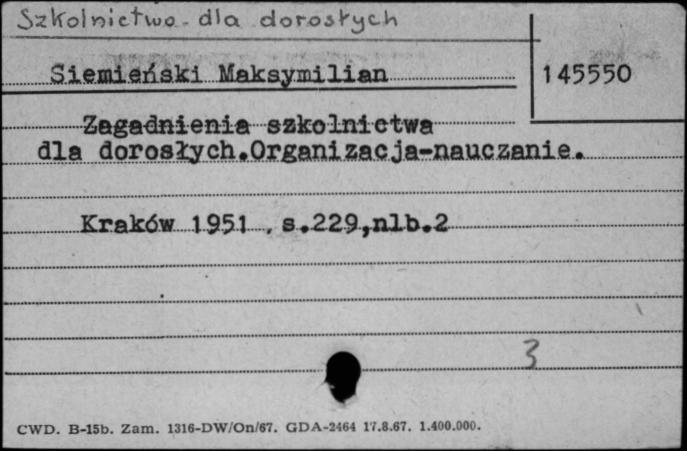 Szkolnictwo dla dorosłych
Siemieński Maksymilian
145550
Zagadnienia szkolnictwa
dla dorosłych.Organizacja-nauczanie.
Kraków 1951 , s.229,nlb.2
3
CWD. B-15b. Zam. 1316-DW/On/67. GDA-2464 17.8.67. 1.400.000.